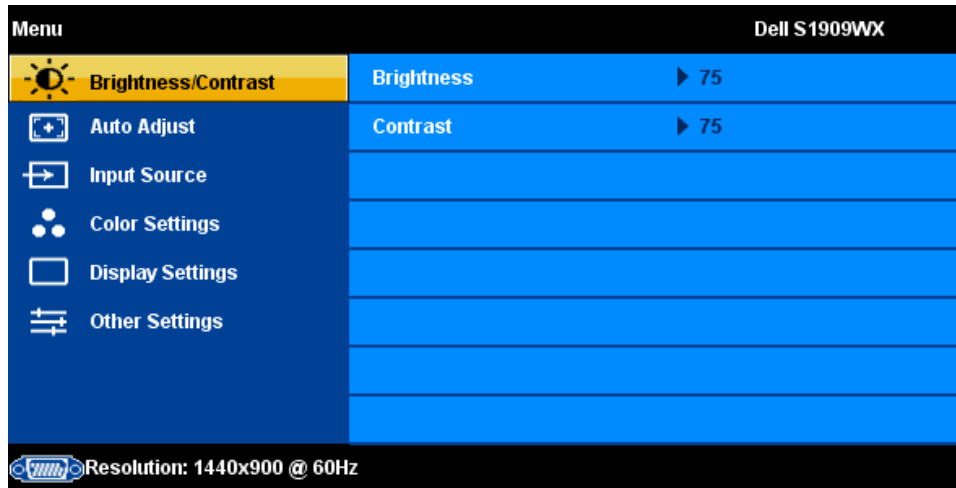 Menu Dell S1909WX
Brightness/Contrast Brightness 75
Auto Adjust Contrast 75
Input Source
Color Settings
Display Settings
Other Settings
Resolution: 1440x900 @ 60Hz